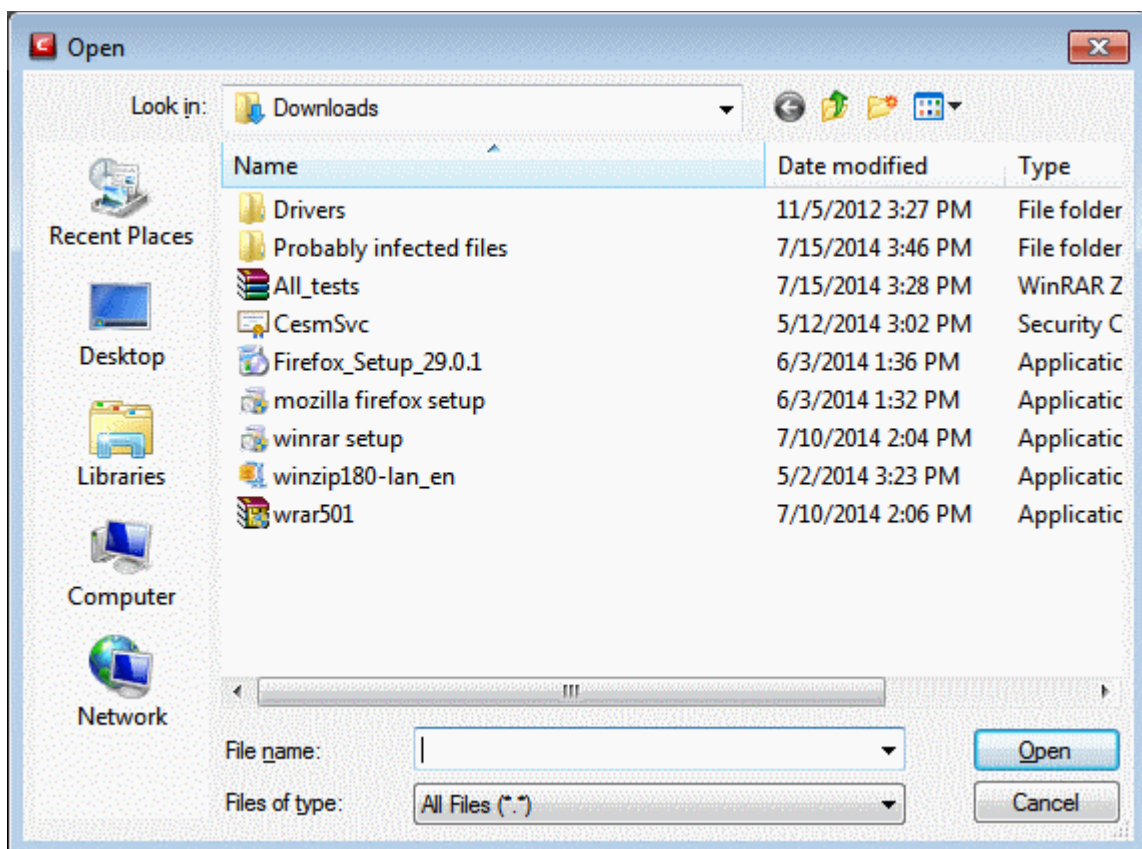 Open
Look in: Downloads
Name Date modified Type
Drivers 11/5/2012 3:27 PM File folder
Probably infected files 7/15/2014 3:46 PM File folder
All_tests 7/15/2014 3:28 PM WinRAR Z
CesmSvc 5/12/2014 3:02 PM Security C
Firefox_Setup_29.0.1 6/3/2014 1:36 PM Applicatic
mozilla firefox setup 6/3/2014 1:32 PM Applicatic
winrar setup 7/10/2014 2:04 PM Applicatic
winzip180-lan_en 5/2/2014 3:23 PM Applicatic
wrar501 7/10/2014 2:06 PM Applicatic
Recent Places
Desktop
Libraries
Computer
Network
File name: Open
Files of type: All Files (*.*) Cancel